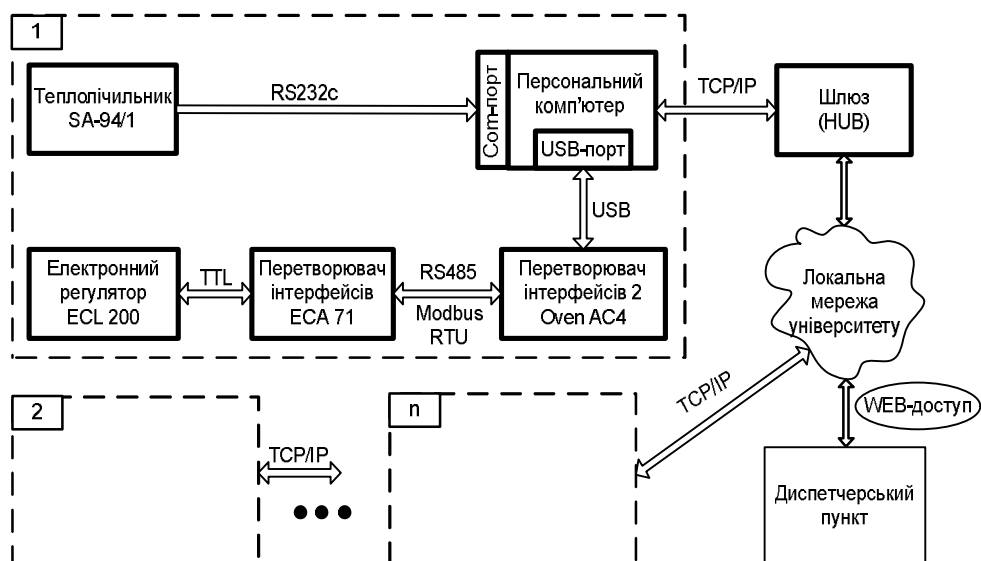 1
Теплолічильник
SA-94/1
RS232c
Com-порт
Персональний
комп'ютер
USB-порт
TCP/IP
Шлюз
(HUB)
USB
Електронний
регулятор
ECL 200
TTL
Перетворювач
інтерфейсів
ECA 71
RS485
Modbus
RTU
Перетворювач
інтерфейсів 2
Oven AC4
Локальна
мережа
університету
2
TCP/IP
n
TCP/IP
WEB-доступ
Диспетчерський
пункт